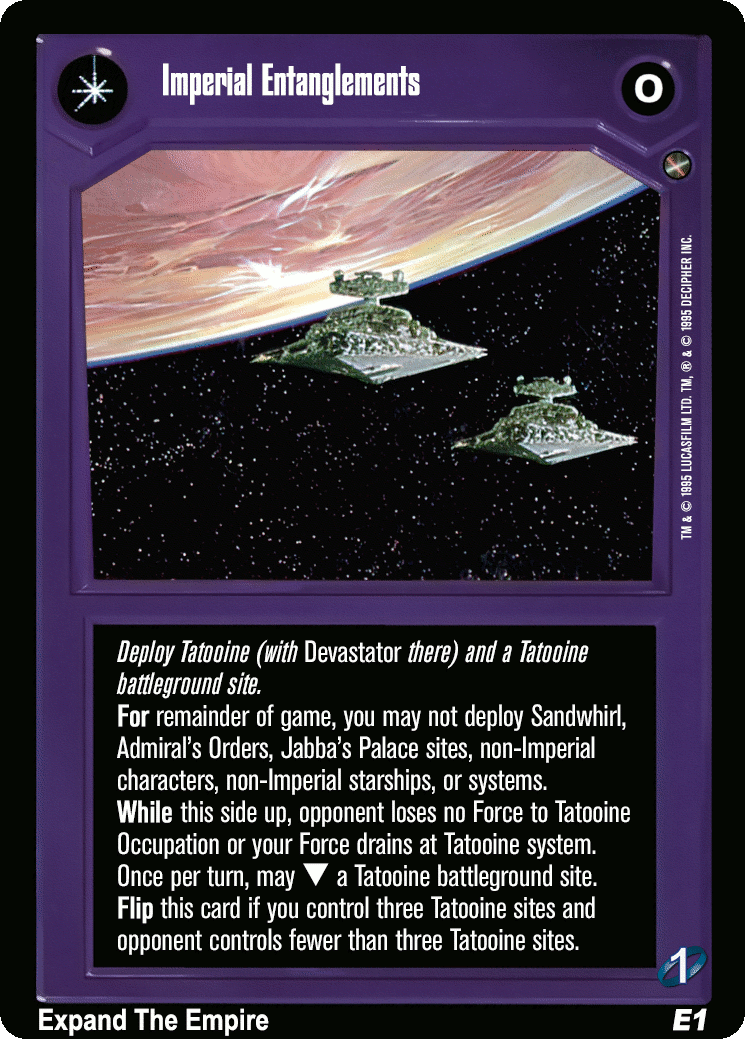 Imperial Entanglements
O
TM & © 1995 LUCASFILM LTD. TM, ® & © 1995 DECIPHER INC.
Deploy Tatooine (with Devastator there) and a Tatooine
battleground site.
For remainder of game, you may not deploy Sandwhirl,
Admiral's Orders, Jabba's Palace sites, non-Imperial
characters, non-Imperial starships, or systems.
While this side up, opponent loses no Force to Tatooine
Occupation or your Force drains at Tatooine system.
Once per turn, may ▼ a Tatooine battleground site.
Flip this card if you control three Tatooine sites and
opponent controls fewer than three Tatooine sites.
1
Expand The Empire
E1